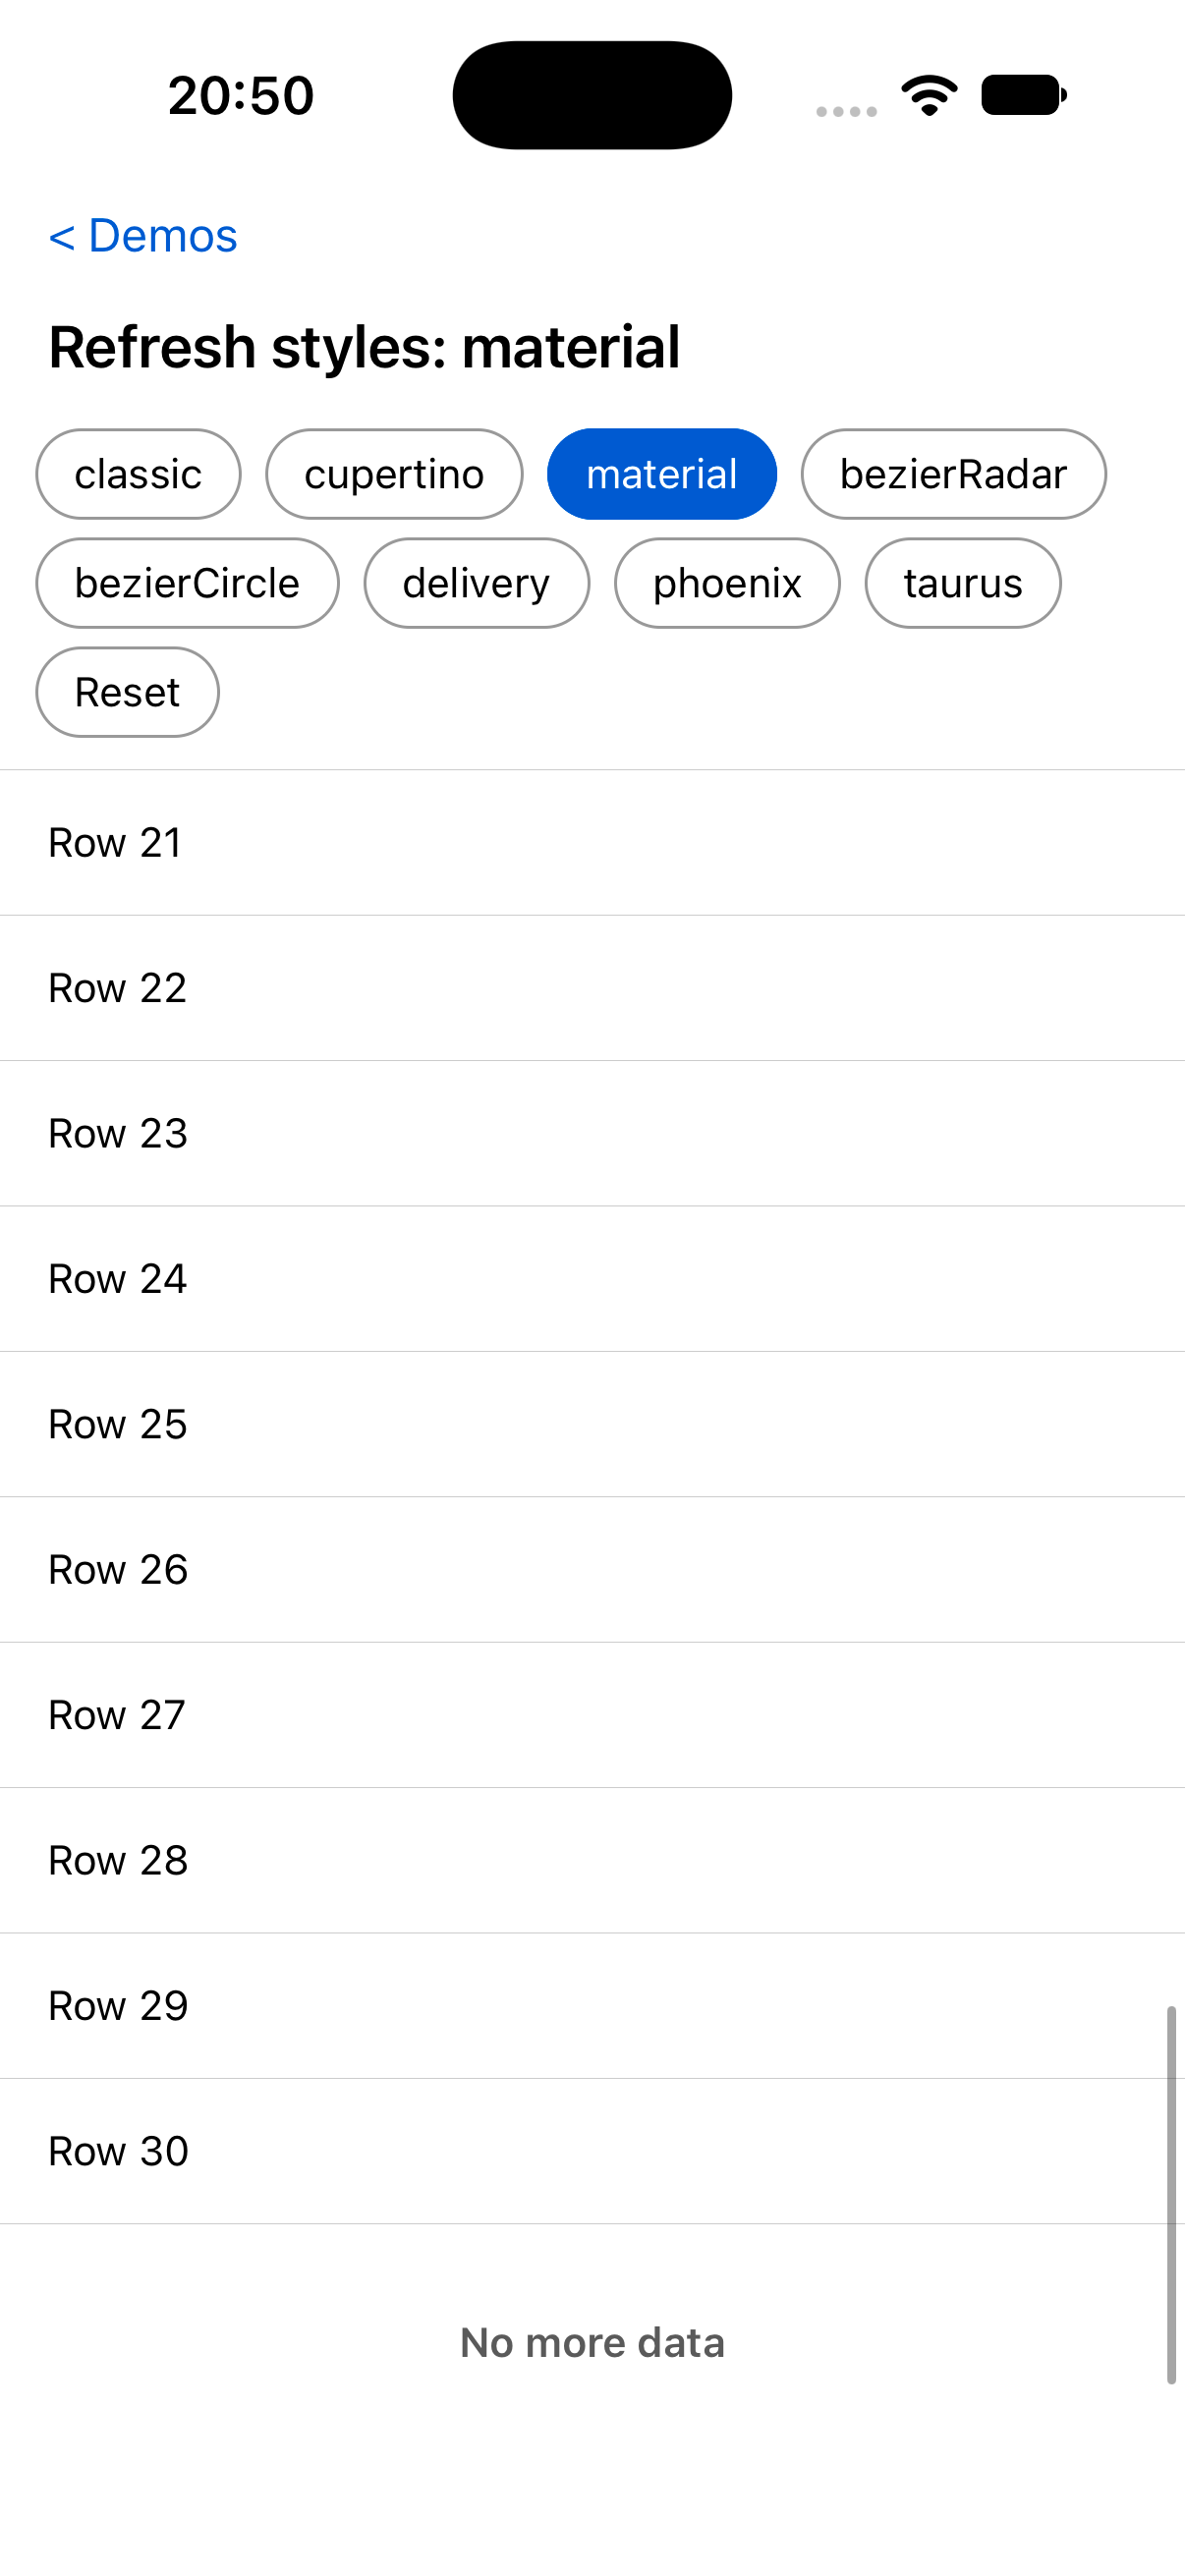 20:50
< Demos
Refresh styles: material
classic cupertino material bezierRadar
bezierCircle delivery phoenix taurus
Reset
Row 21
Row 22
Row 23
Row 24
Row 25
Row 26
Row 27
Row 28
Row 29
Row 30
No more data